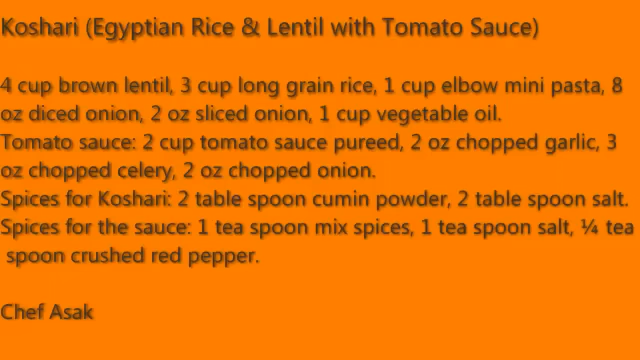 Koshari (Egyptian Rice & Lentil with Tomato Sauce)
4 cup brown lentil, 3 cup long grain rice, 1 cup elbow mini pasta, 8
oz diced onion, 2 oz sliced onion, 1 cup vegetable oil.
Tomato sauce: 2 cup tomato sauce pureed, 2 oz chopped garlic, 3
oz chopped celery, 2 oz chopped onion.
Spices for Koshari: 2 table spoon cumin powder, 2 table spoon salt.
Spices for the sauce: 1 tea spoon mix spices, 1 tea spoon salt, ¼ tea
spoon crushed red pepper.
Chef Asak